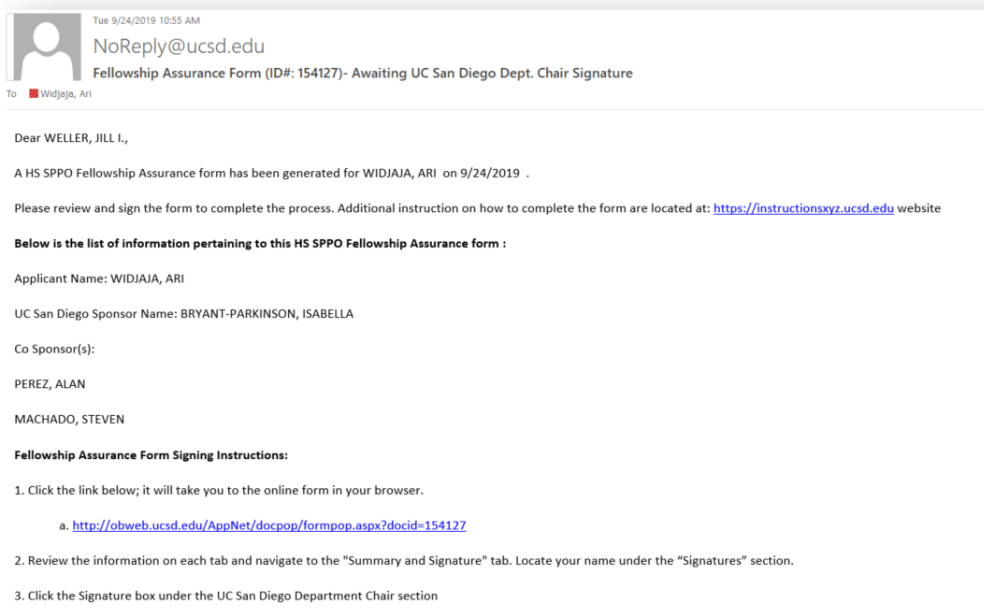 Tue 9/24/2019 10:55 AM
NoReply@ucsd.edu
Fellowship Assurance Form (ID#: 154127)- Awaiting UC San Diego Dept. Chair Signature
To Widjaja, Ari
Dear WELLER, JILL I.,
A HS SPPO Fellowship Assurance form has been generated for WIDJAJA, ARI on 9/24/2019 .
Please review and sign the form to complete the process. Additional instruction on how to complete the form are located at: https://instructionsxyz.ucsd.edu website
Below is the list of information pertaining to this HS SPPO Fellowship Assurance form :
Applicant Name: WIDJAJA, ARI
UC San Diego Sponsor Name: BRYANT-PARKINSON, ISABELLA
Co Sponsor(s):
PEREZ, ALAN
MACHADO, STEVEN
Fellowship Assurance Form Signing Instructions:
1. Click the link below; it will take you to the online form in your browser.
a. http://obweb.ucsd.edu/AppNet/docpop/formpop.aspx?docid=154127
2. Review the information on each tab and navigate to the "Summary and Signature" tab. Locate your name under the “Signatures” section.
3. Click the Signature box under the UC San Diego Department Chair section